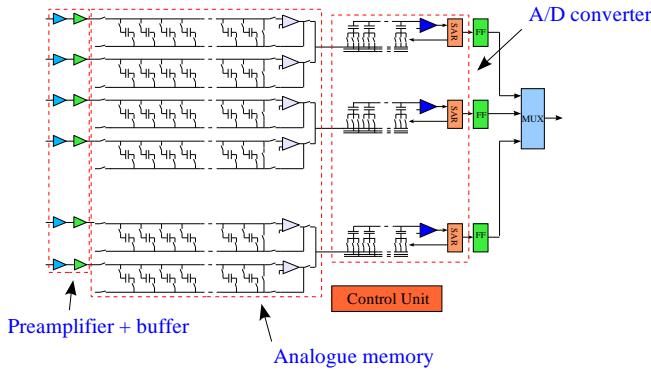 A/D converter
SAR
FF
SAR
FF
MUX
SAR
FF
Control Unit
Preamplifier + buffer
Analogue memory